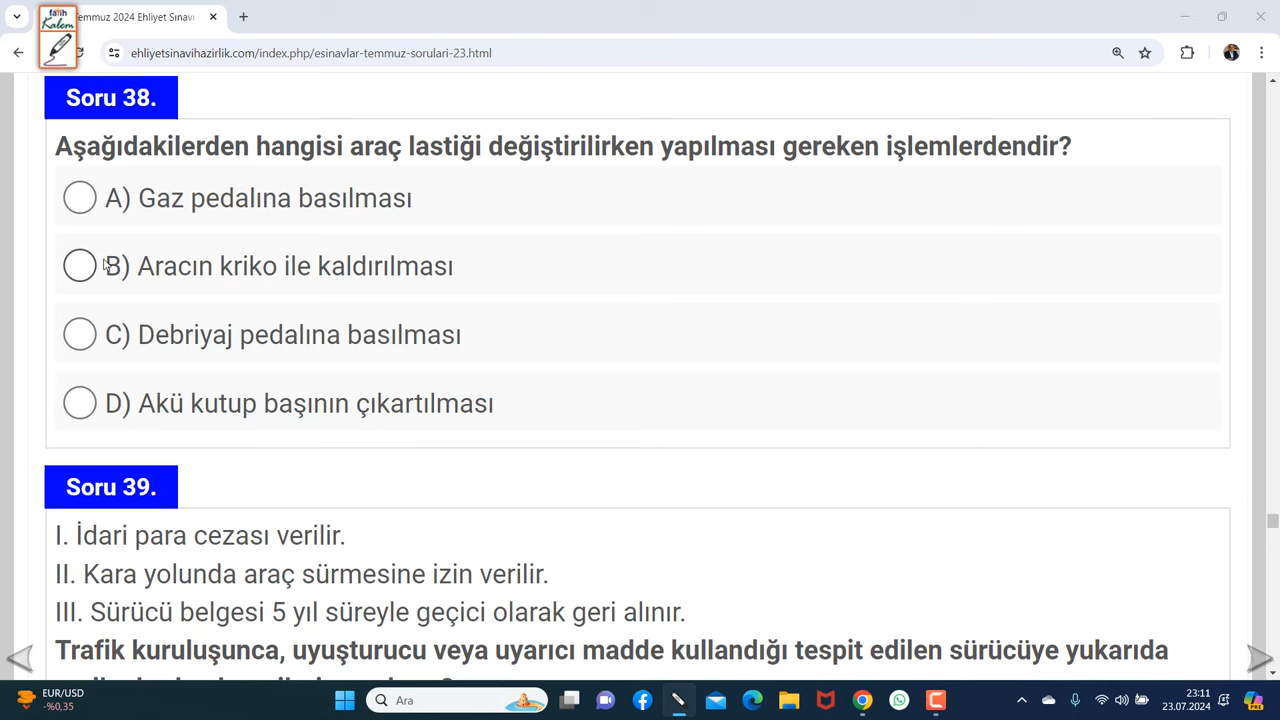 fatih
Kalem
Temmuz 2024 Ehliyet Sınavı
ehliyetsinavihazirlik.com/index.php/esinavlar-temmuz-sorulari-23.html
Soru 38.
Aşağıdakilerden hangisi araç lastiği değiştirilirken yapılması gereken işlemlerdendir?
A) Gaz pedalına basılması
B) Aracın kriko ile kaldırılması
C) Debriyaj pedalına basılması
D) Akü kutup başının çıkartılması
Soru 39.
I. İdari para cezası verilir.
II. Kara yolunda araç sürmesine izin verilir.
III. Sürücü belgesi 5 yıl süreyle geçici olarak geri alınır.
Trafik kuruluşunca, uyuşturucu veya uyarıcı madde kullandığı tespit edilen sürücüye yukarıda
EUR/USD
-%0,35
Ara
23:11
23.07.2024
PRE